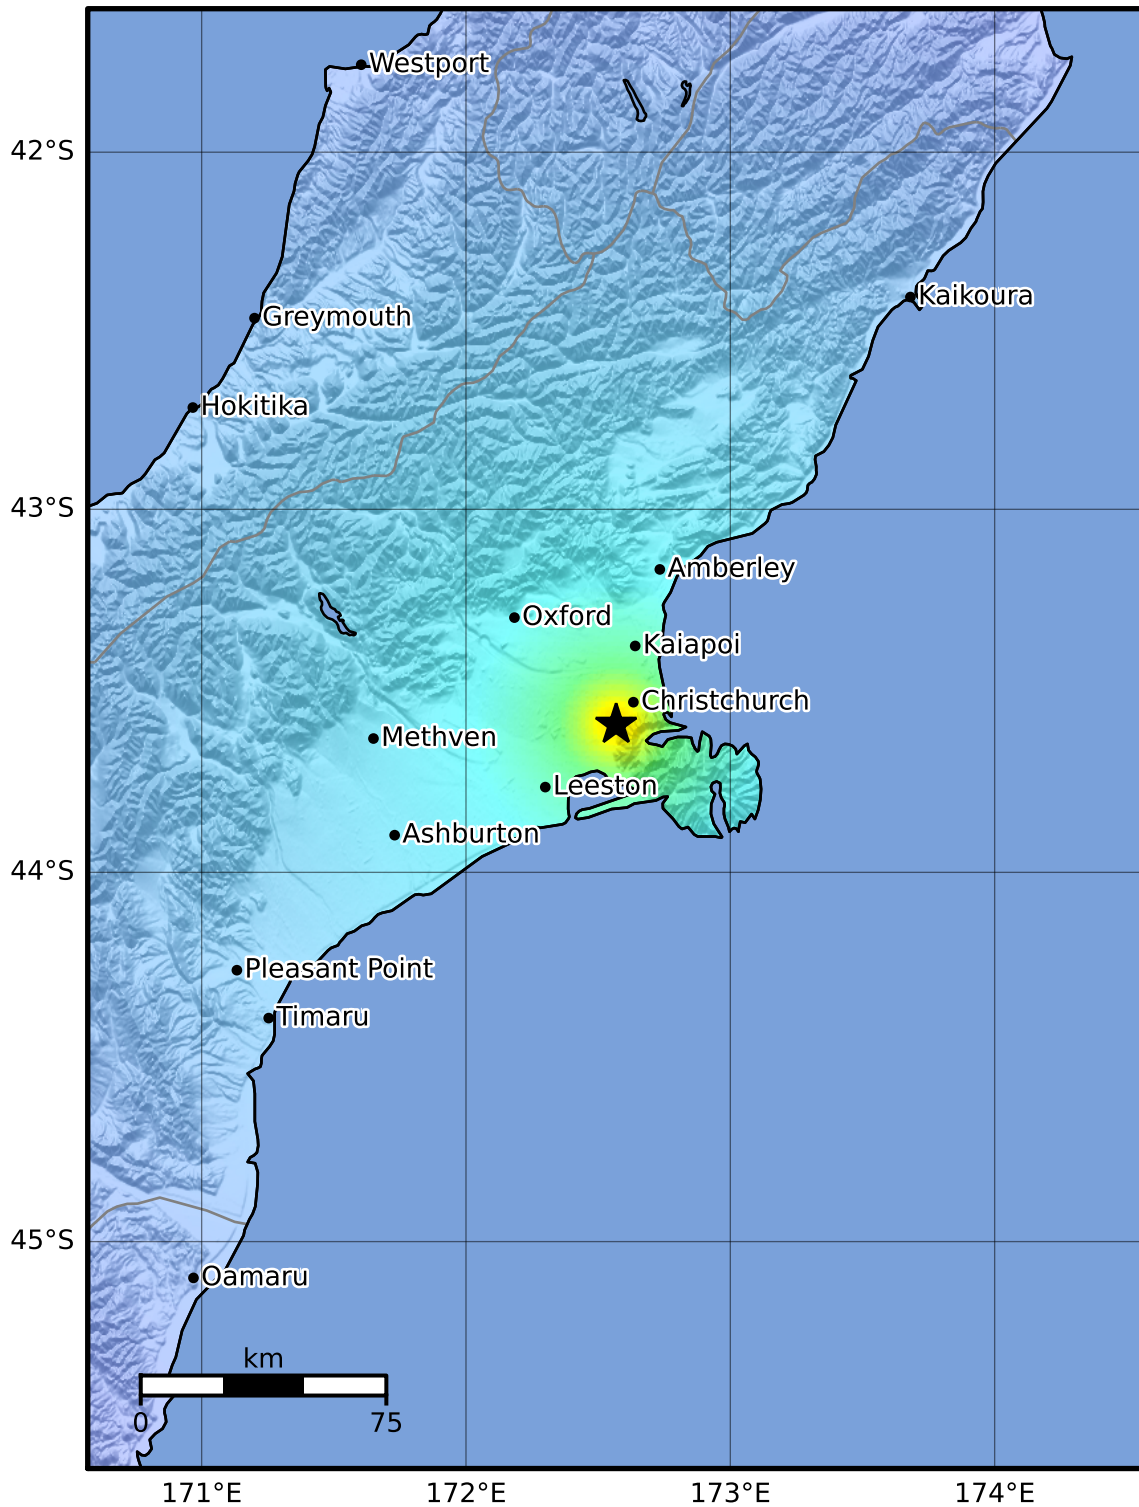 Westport
42°S
Kaikoura
Greymouth
Hokitika
43°S
Amberley
Oxford
Kaiapoi
Christchurch
Methven
Leeston
Ashburton
44°S
Pleasant Point
Timaru
45°S
Oamaru
km
0 75
171°E 172°E 173°E 174°E